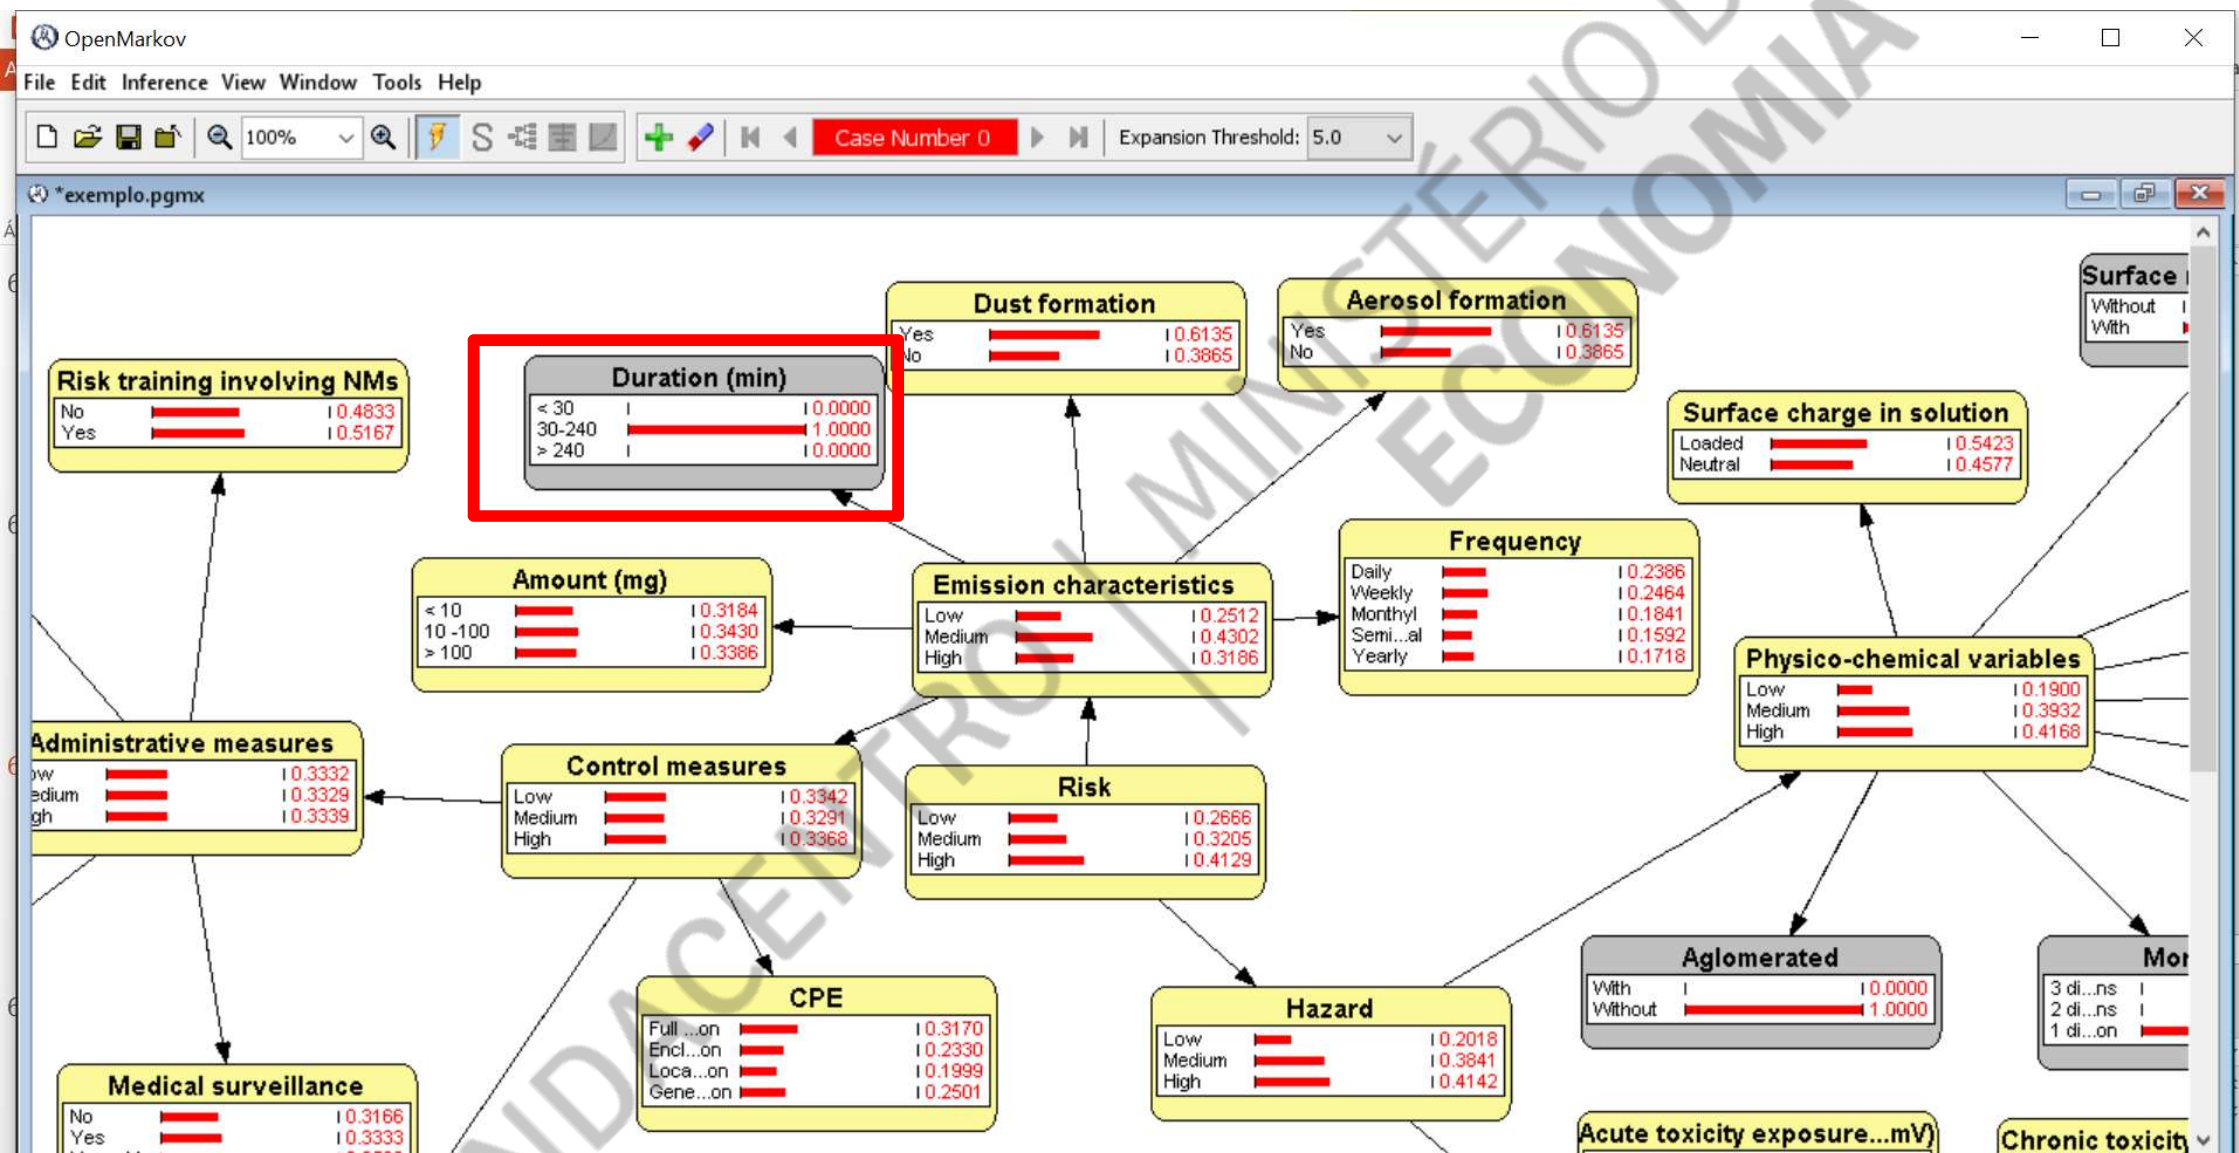 OpenMarkov
File Edit Inference View Window Tools Help
100%
S
Case Number 0
Expansion Threshold: 5.0
*exemplo.pgmx
Surface
Without
With
Dust formation
Yes 0.6135
No 0.3865
Aerosol formation
Yes 0.6135
No 0.3865
Risk training involving NMs
No 0.4833
Yes 0.5167
Duration (min)
< 30 0.0000
30-240 1.0000
> 240 0.0000
Surface charge in solution
Loaded 0.5423
Neutral 0.4577
Frequency
Daily 0.2386
Weekly 0.2464
Monthyl 0.1841
Semi...al 0.1592
Yearly 0.1718
Amount (mg)
< 10 0.3184
10 -100 0.3430
> 100 0.3386
Emission characteristics
Low 0.2512
Medium 0.4302
High 0.3186
Physico-chemical variables
Low 0.1900
Medium 0.3932
High 0.4168
Administrative measures
ow 0.3332
edium 0.3329
gh 0.3339
Control measures
Low 0.3342
Medium 0.3291
High 0.3368
Risk
Low 0.2666
Medium 0.3205
High 0.4129
CPE
Full ...on 0.3170
Encl...on 0.2330
Loca...on 0.1999
Gene...on 0.2501
Hazard
Low 0.2018
Medium 0.3841
High 0.4142
Aglomerated
With 0.0000
Without 1.0000
Mor
3 di...ns
2 di...ns
1 di...on
Medical surveillance
No 0.3166
Yes 0.3333
Acute toxicity exposure...mV)
Chronic toxicity
NDACENTRO | MINISTÉRIO D
ECONOMIA